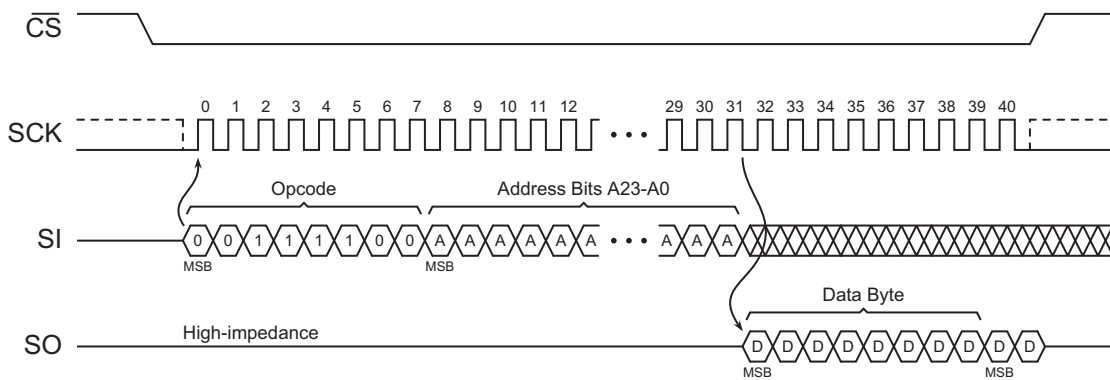 CS
0 1 2 3 4 5 6 7 8 9 10 11 12 29 30 31 32 33 34 35 36 37 38 39 40
SCK
Opcode Address Bits A23-A0
SI 0 0 1 1 1 1 0 0 A A A A A A A A A
MSB MSB
Data Byte
High-impedance
SO D D D D D D D D D D
MSB MSB